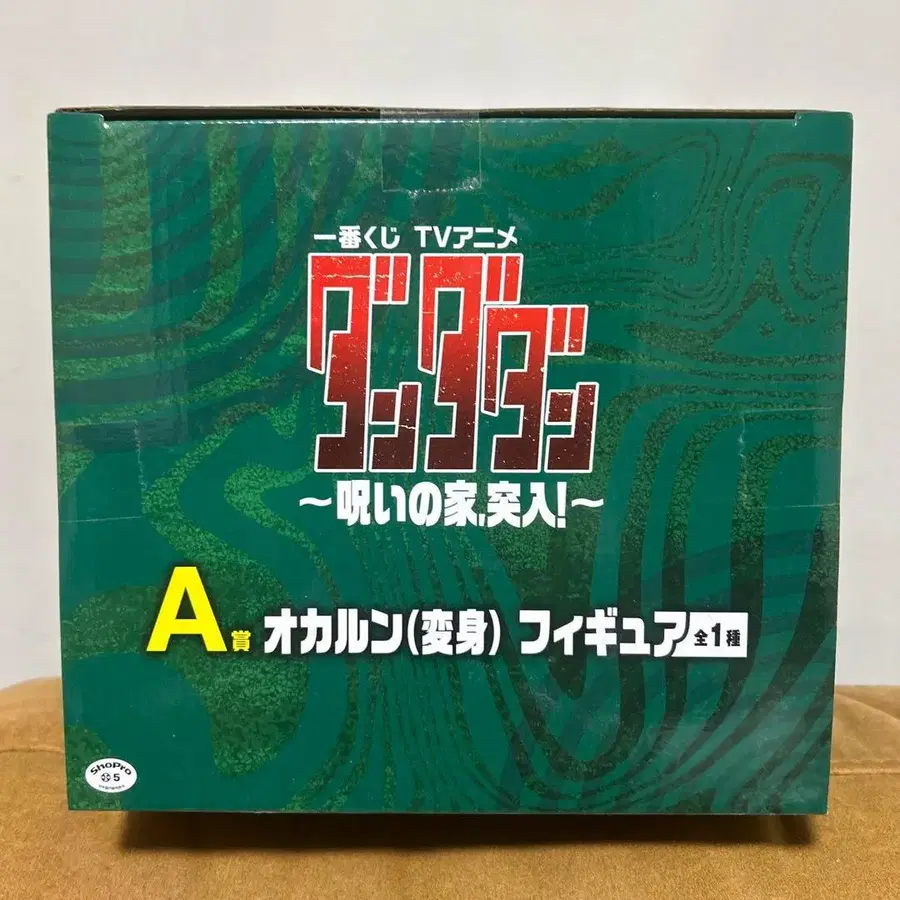 一番くじ TVアニメ
ダンダダン
～呪いの家、突入!～
A賞 オカルン(変身) フィギュア 全1種
ShoPro
5